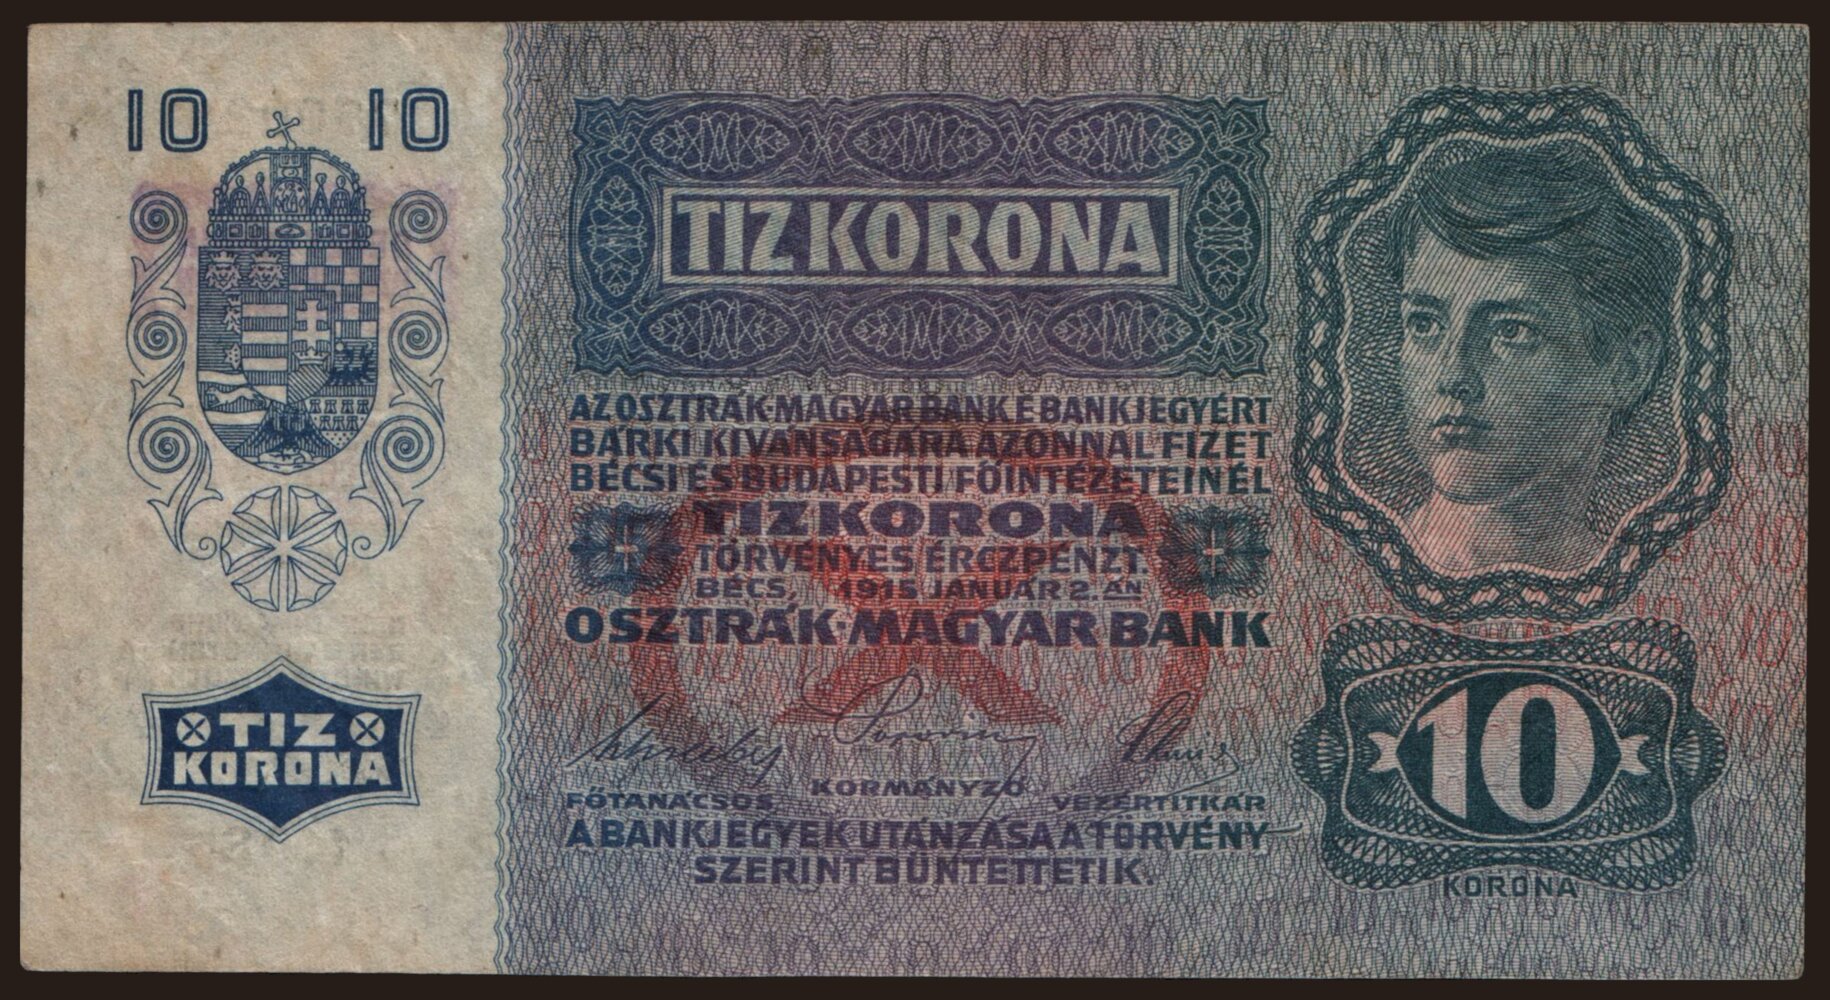 10 10
TIZ KORONA
AZ OSZTRÁK-MAGYAR BANK E BANKJEGYÉRT
BÁRKI KÍVÁNSÁGÁRA AZONNAL FIZET
BÉCSI ÉS BUDAPESTI FŐINTÉZETEINÉL
TIZ KORONA
TÖRVÉNYES ÉRCZPÉNZT.
BÉCS, 1915 JANUÁR 2.ÁN
OSZTRÁK-MAGYAR BANK
TIZ
KORONA
KORMÁNYZÓ
FŐTANÁCSOS VEZÉRTITKÁR
A BANKJEGYEK UTÁNZÁSA A TÖRVÉNY
SZERINT BÜNTETTETIK.
10
KORONA